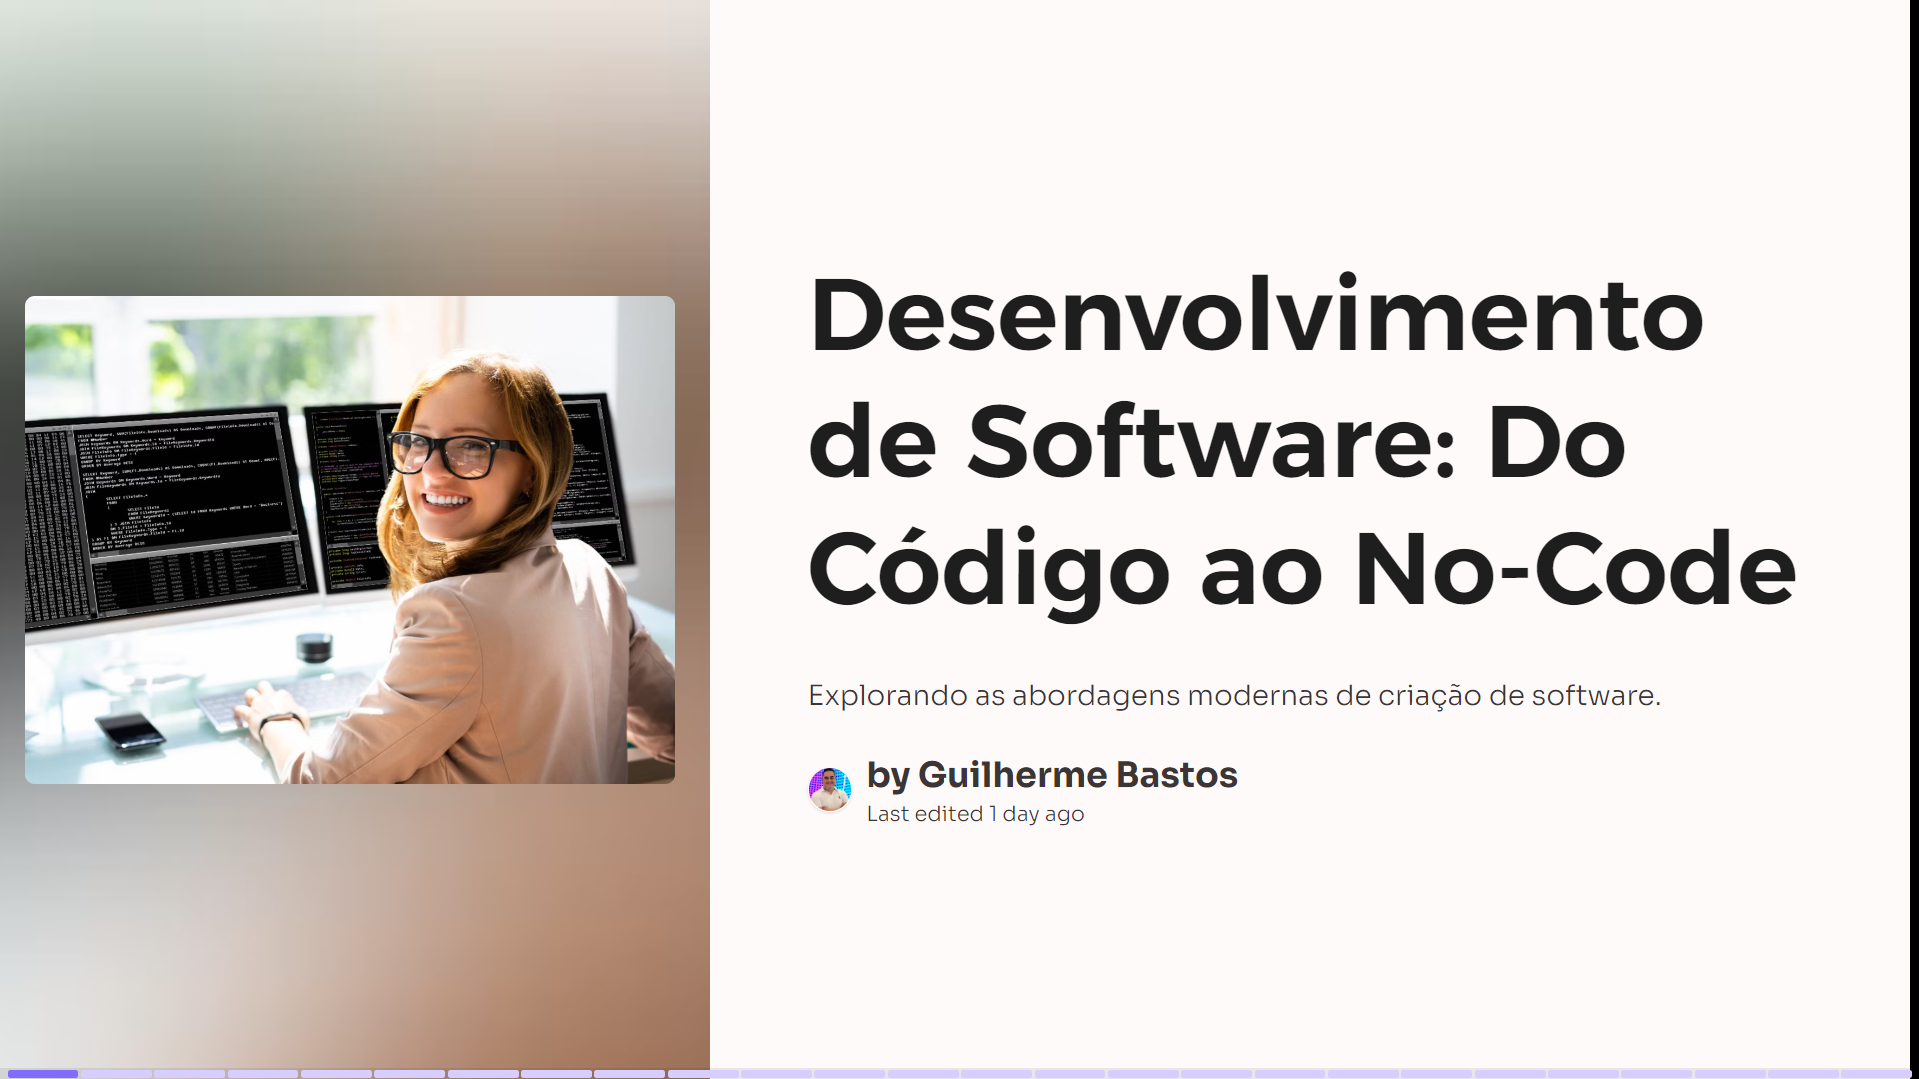 Desenvolvimento
de Software: Do
Código ao No-Code
Explorando as abordagens modernas de criação de software.
by Guilherme Bastos
Last edited 1 day ago